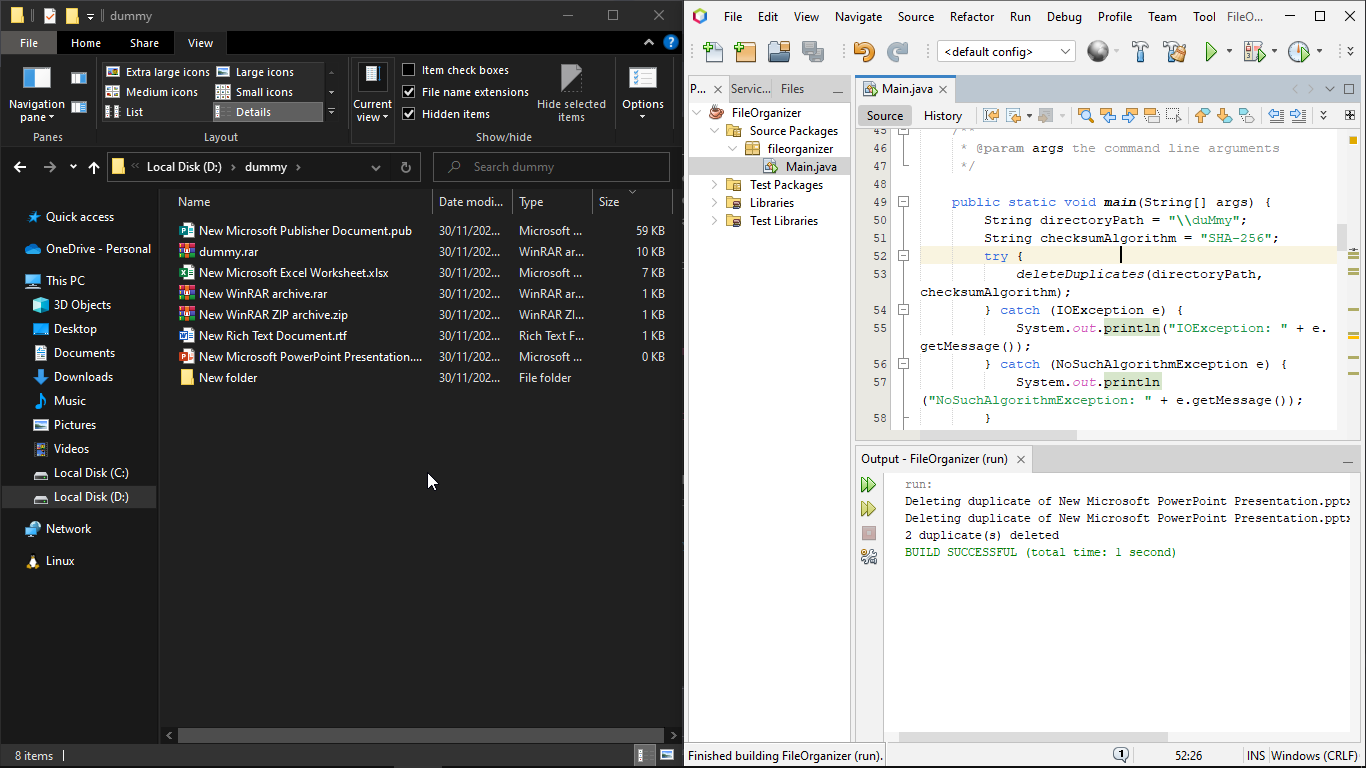 dummy
File Home Share View
Navigation pane
Extra large icons Large icons
Medium icons Small icons
List Details
Current view
Item check boxes
File name extensions
Hidden items
Hide selected items
Options
Panes Layout Show/hide
Local Disk (D:) dummy
Search dummy
Quick access
OneDrive - Personal
This PC
3D Objects
Desktop
Documents
Downloads
Music
Pictures
Videos
Local Disk (C:)
Local Disk (D:)
Network
Linux
Name Date modi... Type Size
New Microsoft Publisher Document.pub 30/11/202... Microsoft ... 59 KB
dummy.rar 30/11/202... WinRAR ar... 10 KB
New Microsoft Excel Worksheet.xlsx 30/11/202... Microsoft ... 7 KB
New WinRAR archive.rar 30/11/202... WinRAR ar... 1 KB
New WinRAR ZIP archive.zip 30/11/202... WinRAR ZI... 1 KB
New Rich Text Document.rtf 30/11/202... Rich Text F... 1 KB
New Microsoft PowerPoint Presentation.... 30/11/202... Microsoft ... 0 KB
New folder 30/11/202... File folder
8 items
File Edit View Navigate Source Refactor Run Debug Profile Team Tool FileO...
<default config>
P... Servic... Files
FileOrganizer
Source Packages
fileorganizer
Main.java
Test Packages
Libraries
Test Libraries
Main.java
Source History
45 /**
46 * @param args the command line arguments
47 */
48
49 public static void main(String[] args) {
50 String directoryPath = "\\duMmy";
51 String checksumAlgorithm = "SHA-256";
52 try {
53 deleteDuplicates(directoryPath,
checksumAlgorithm);
54 } catch (IOException e) {
55 System.out.println("IOException: " + e.
getMessage());
56 } catch (NoSuchAlgorithmException e) {
57 System.out.println
("NoSuchAlgorithmException: " + e.getMessage());
58 }
Output - FileOrganizer (run)
run:
Deleting duplicate of New Microsoft PowerPoint Presentation.pptx
Deleting duplicate of New Microsoft PowerPoint Presentation.pptx
2 duplicate(s) deleted
BUILD SUCCESSFUL (total time: 1 second)
Finished building FileOrganizer (run). 1 52:26 INS Windows (CRLF)